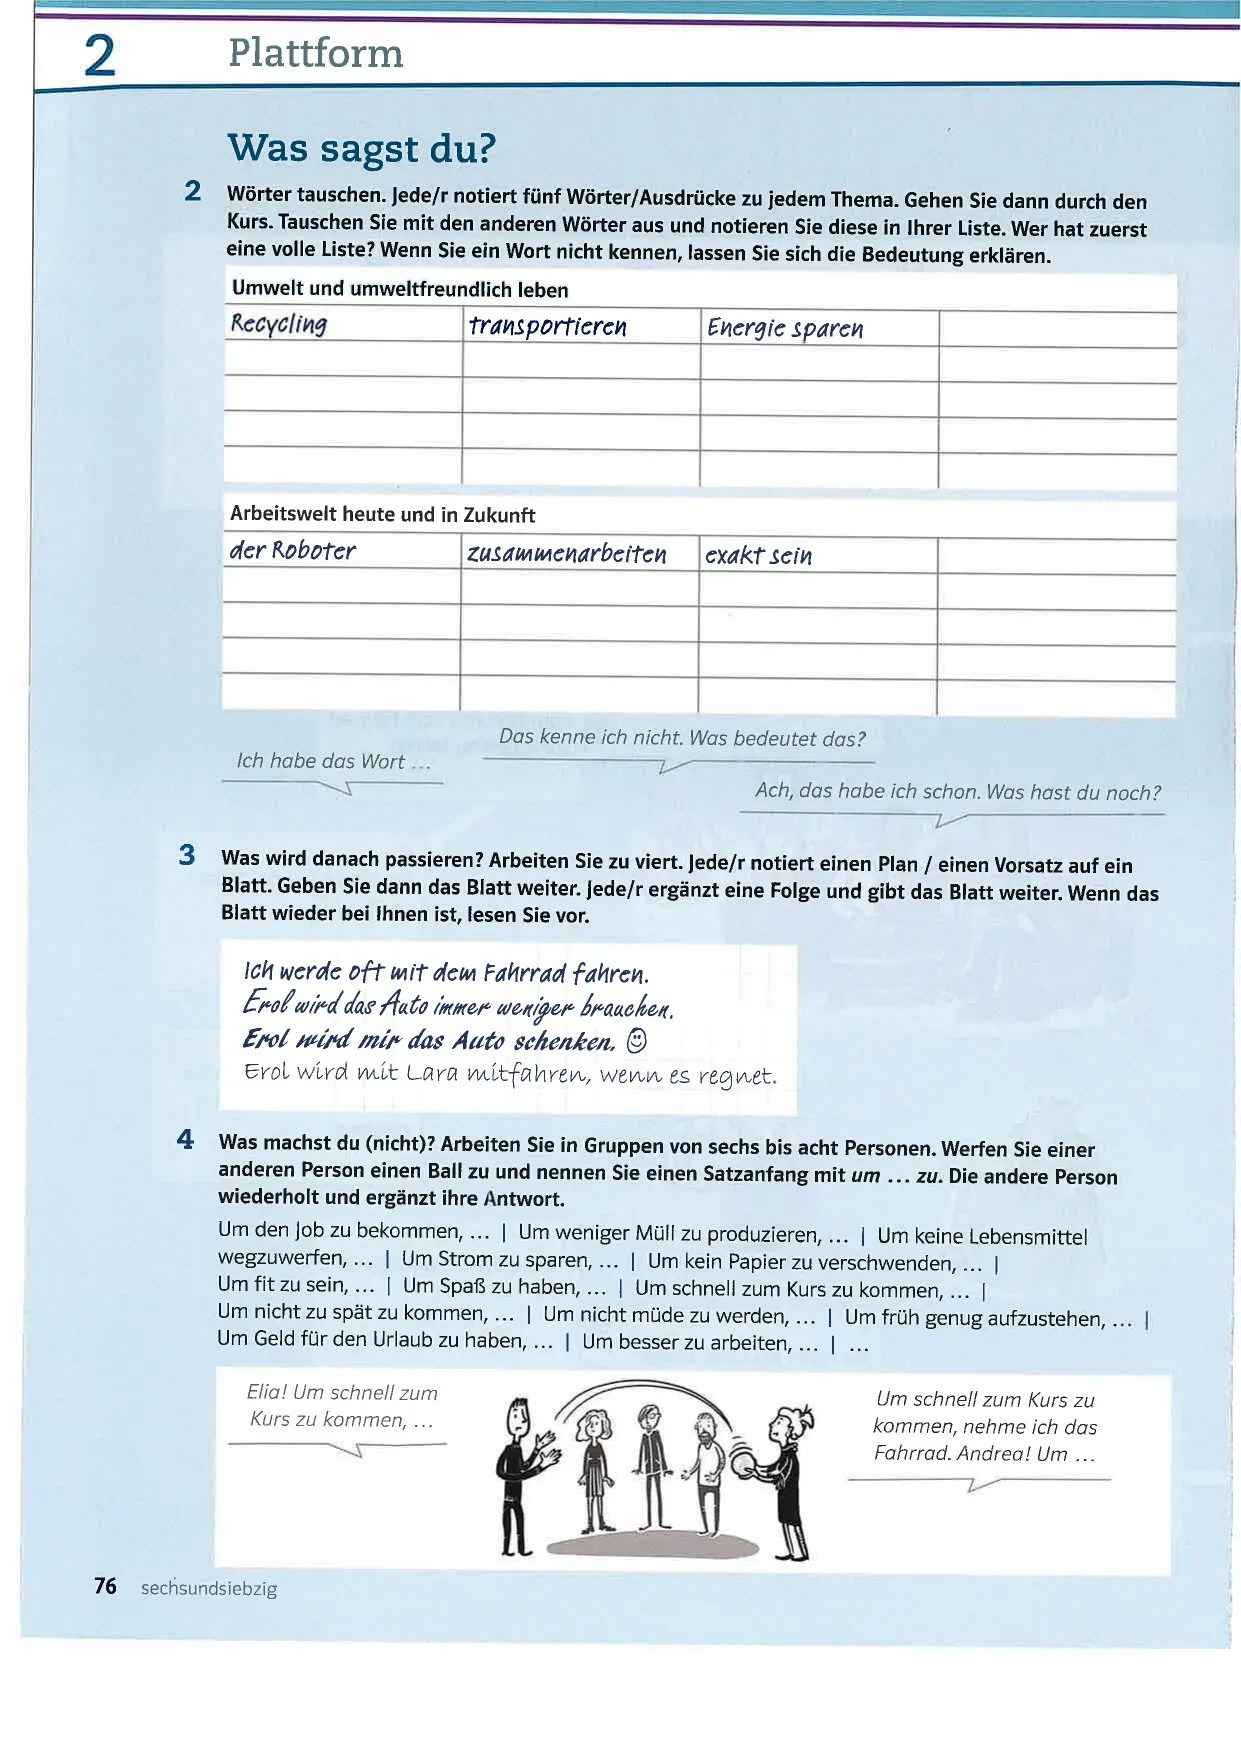 2 Plattform
Was sagst du?
2 Wörter tauschen. Jede/r notiert fünf Wörter/Ausdrücke zu jedem Thema. Gehen Sie dann durch den
Kurs. Tauschen Sie mit den anderen Wörter aus und notieren Sie diese in Ihrer Liste. Wer hat zuerst
eine volle Liste? Wenn Sie ein Wort nicht kennen, lassen Sie sich die Bedeutung erklären.
Umwelt und umweltfreundlich leben
Recycling transportieren Energie sparen
Arbeitswelt heute und in Zukunft
der Roboter zusammenarbeiten exakt sein
Das kenne ich nicht. Was bedeutet das?
Ich habe das Wort ...
Ach, das habe ich schon. Was hast du noch?
3 Was wird danach passieren? Arbeiten Sie zu viert. Jede/r notiert einen Plan / einen Vorsatz auf ein
Blatt. Geben Sie dann das Blatt weiter. Jede/r ergänzt eine Folge und gibt das Blatt weiter. Wenn das
Blatt wieder bei Ihnen ist, lesen Sie vor.
Ich werde oft mit dem Fahrrad fahren.
Erol wird das Auto immer weniger brauchen.
Erol wird mir das Auto schenken. ☺
Erol wird mit Lara mitfahren, wenn es regnet.
4 Was machst du (nicht)? Arbeiten Sie in Gruppen von sechs bis acht Personen. Werfen Sie einer
anderen Person einen Ball zu und nennen Sie einen Satzanfang mit um ... zu. Die andere Person
wiederholt und ergänzt ihre Antwort.
Um den Job zu bekommen, ... | Um weniger Müll zu produzieren, ... | Um keine Lebensmittel
wegzuwerfen, ... | Um Strom zu sparen, ... | Um kein Papier zu verschwenden, ... |
Um fit zu sein, ... | Um Spaß zu haben, ... | Um schnell zum Kurs zu kommen, ... |
Um nicht zu spät zu kommen, ... | Um nicht müde zu werden, ... | Um früh genug aufzustehen, ... |
Um Geld für den Urlaub zu haben, ... | Um besser zu arbeiten, ... | ...
Elia! Um schnell zum
Kurs zu kommen, ...
Um schnell zum Kurs zu
kommen, nehme ich das
Fahrrad. Andrea! Um ...
76 sechsundsiebzig